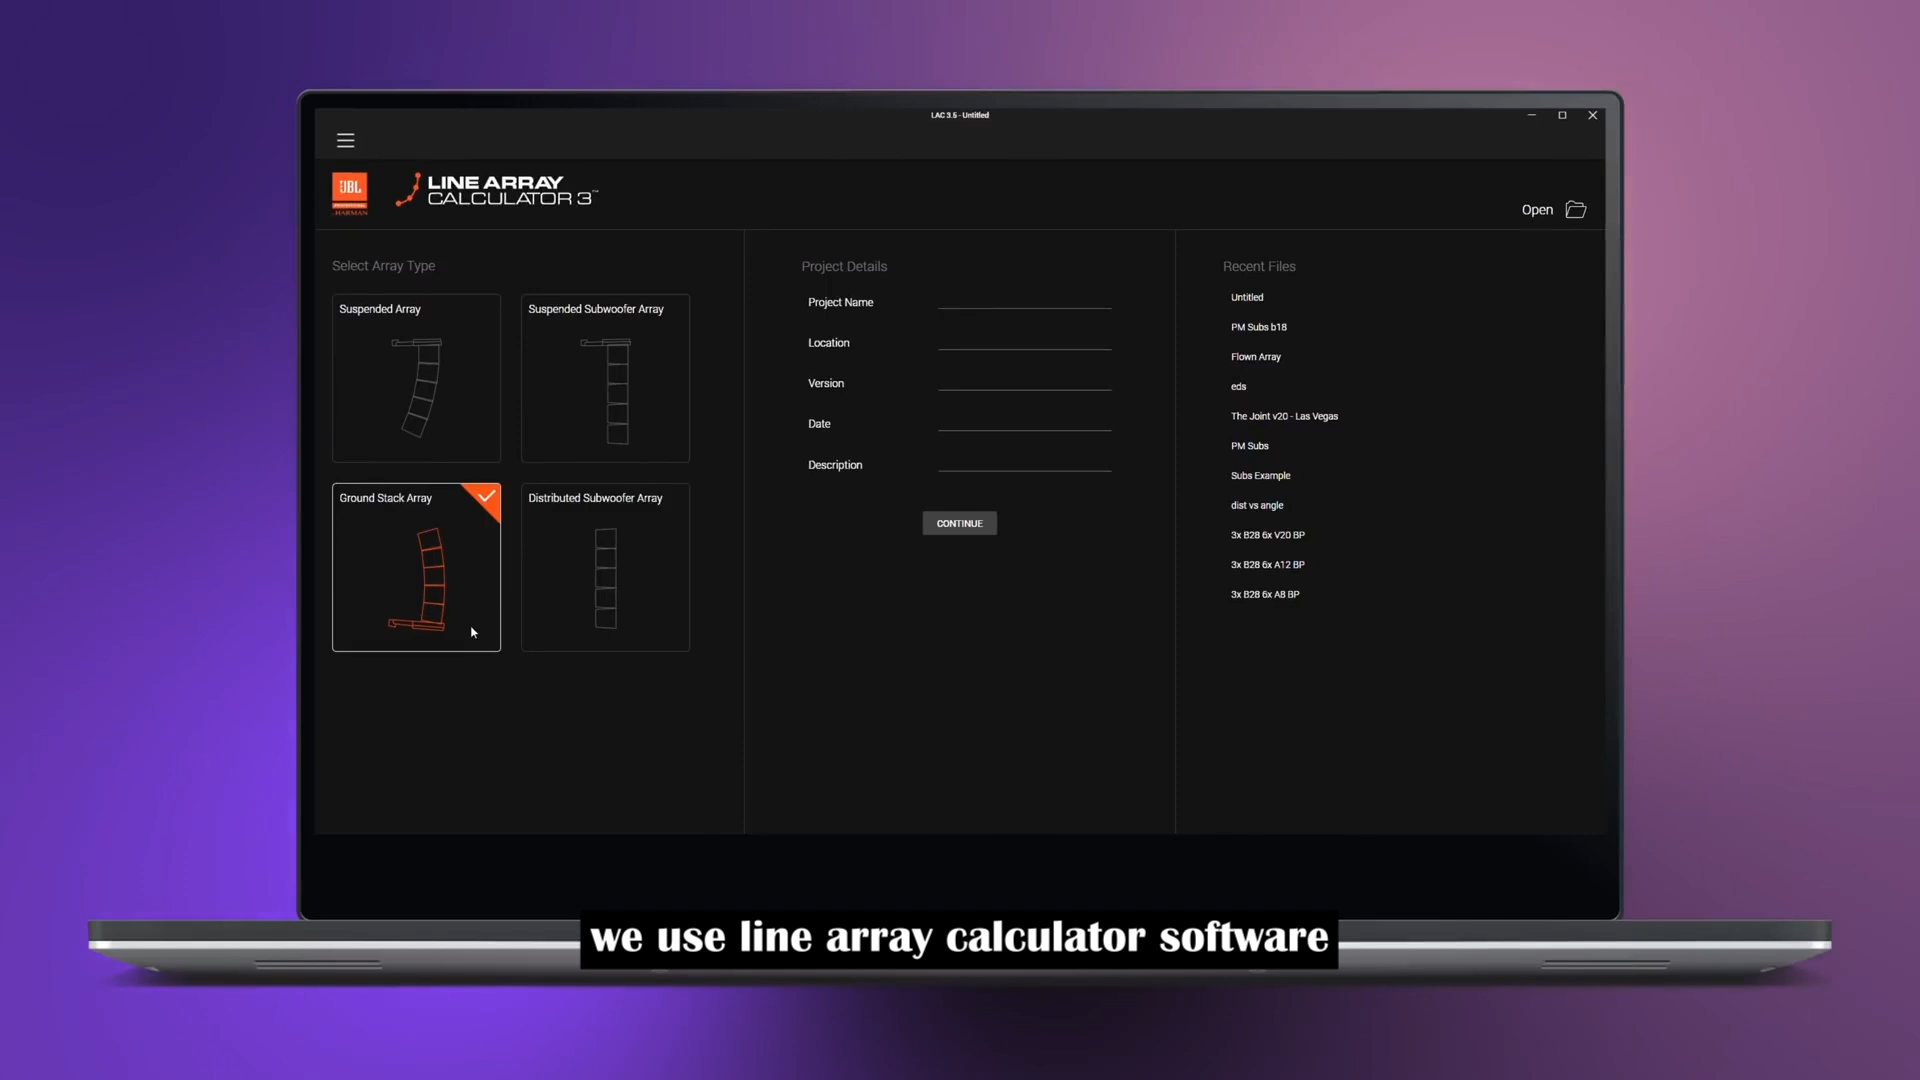 LAC 3.5 - Untitled
JBL
PROFESSIONAL
HARMAN
LINE ARRAY
CALCULATOR 3™
Open
Select Array Type
Suspended Array
Suspended Subwoofer Array
Ground Stack Array
Distributed Subwoofer Array
Project Details
Project Name
Location
Version
Date
Description
CONTINUE
Recent Files
Untitled
PM Subs b18
Flown Array
eds
The Joint v20 - Las Vegas
PM Subs
Subs Example
dist vs angle
3x B28 6x V20 BP
3x B28 6x A12 BP
3x B28 6x A8 BP
we use line array calculator software